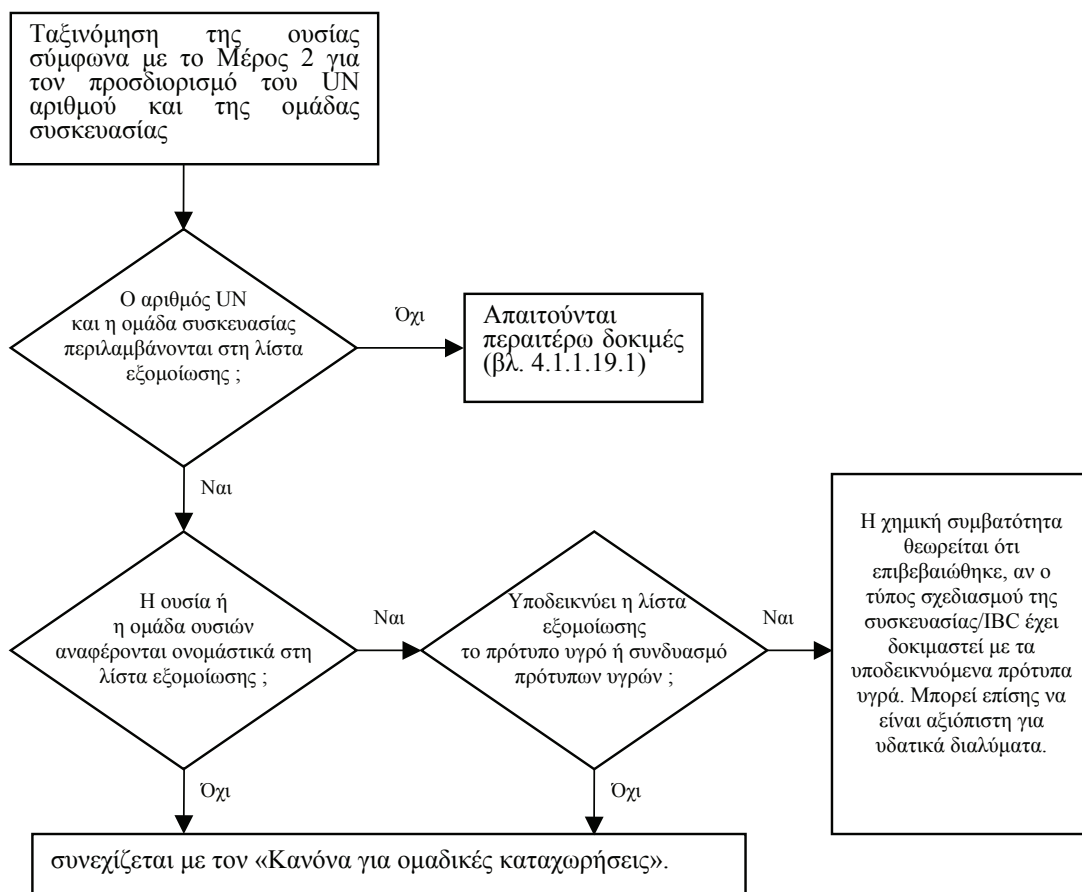 Ταξινόμηση της ουσίας
σύμφωνα με το Μέρος 2 για
τον προσδιορισμό του UN
αριθμού και της ομάδας
συσκευασίας
Ο αριθμός UN
και η ομάδα συσκευασίας
περιλαμβάνονται στη λίστα
εξομοίωσης ;
Όχι
Απαιτούνται
περαιτέρω δοκιμές
(βλ. 4.1.1.19.1)
Ναι
Η ουσία ή
η ομάδα ουσιών
αναφέρονται ονομάστικά στη
λίστα εξομοίωσης ;
Ναι
Υποδεικνύει η λίστα
εξομοίωσης
το πρότυπο υγρό ή συνδυασμό
πρότυπων υγρών ;
Ναι
Η χημική συμβατότητα
θεωρείται ότι
επιβεβαιώθηκε, αν ο
τύπος σχεδιασμού της
συσκευασίας/IBC έχει
δοκιμαστεί με τα
υποδεικνυόμενα πρότυπα
υγρά. Μπορεί επίσης να
είναι αξιόπιστη για
υδατικά διαλύματα.
Όχι
Όχι
συνεχίζεται με τον «Κανόνα για ομαδικές καταχωρήσεις».